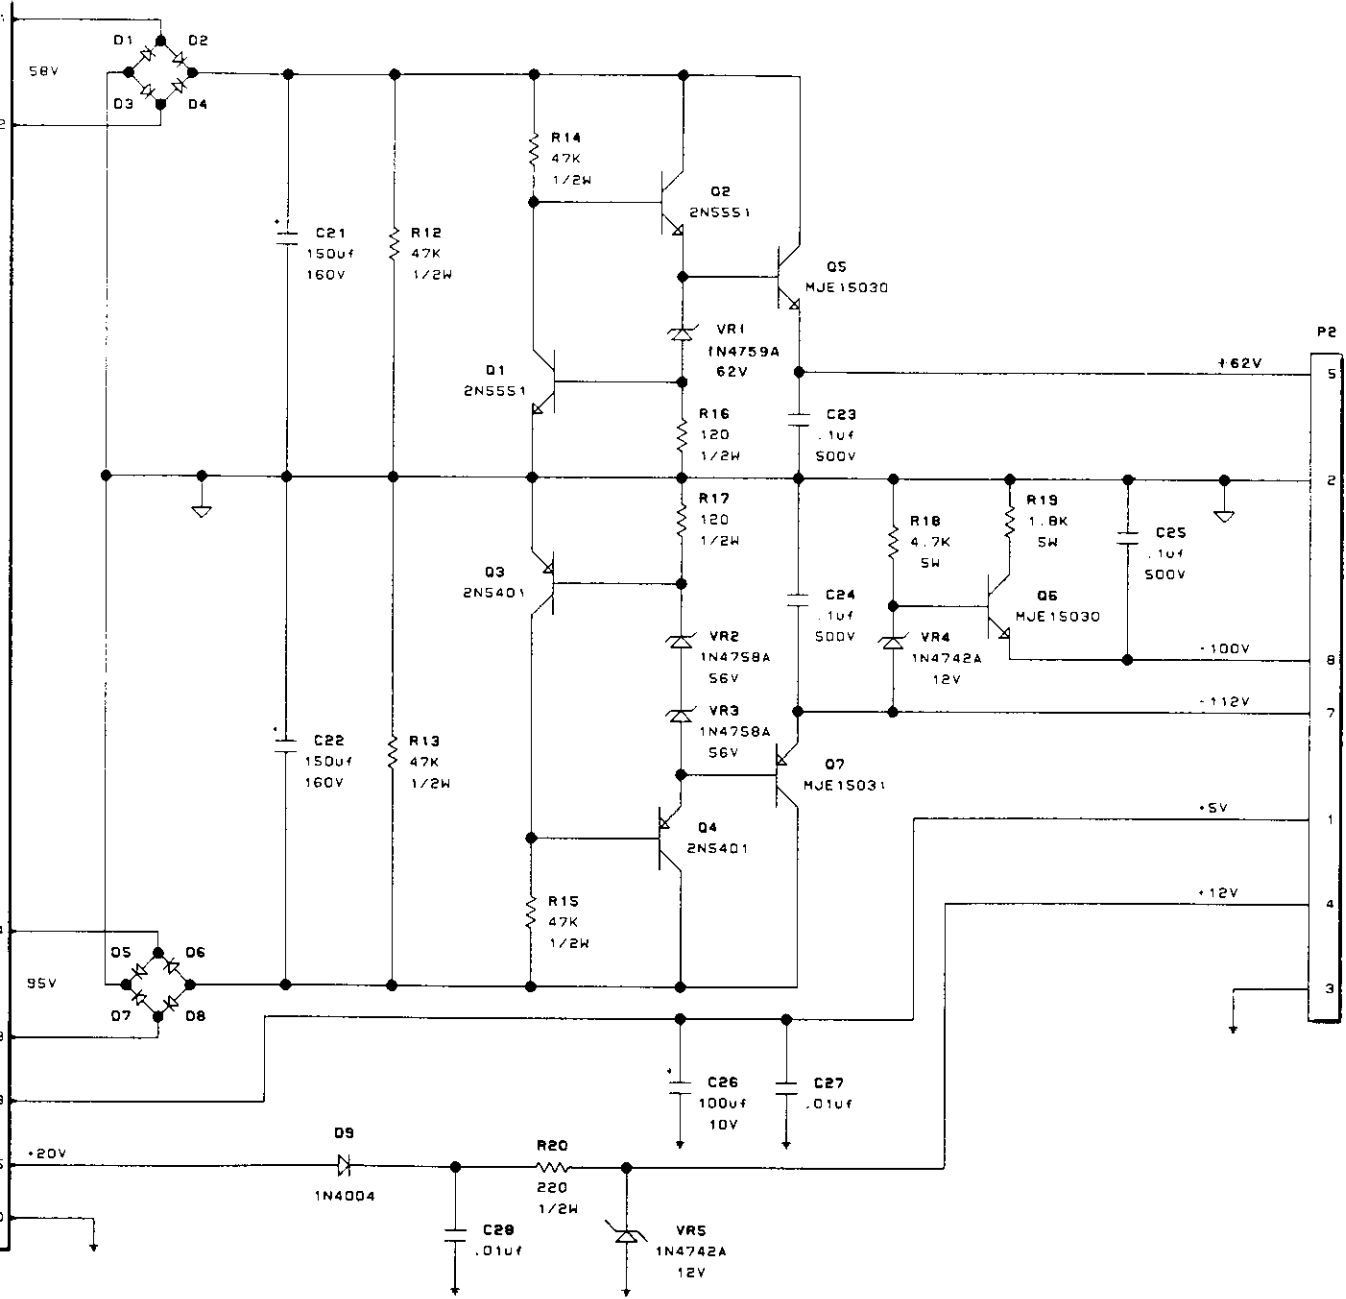 D1
D2
58V
D3
D4
R14
47K
1/2W
Q2
2N5551
C21
150uf
160V
R12
47K
1/2W
Q5
MJE15030
VR1
1N4759A
62V
P2
Q1
2N5551
+62V
5
R16
120
1/2W
C23
.1uf
500V
2
R17
120
1/2W
R18
4.7K
5W
R19
1.8K
5W
C25
.1uf
500V
Q3
2N5401
C24
.1uf
500V
Q6
MJE15030
VR2
1N4758A
56V
VR4
1N4742A
12V
-100V
8
-112V
7
VR3
1N4758A
56V
C22
150uf
160V
R13
47K
1/2W
Q7
MJE15031
+5V
1
Q4
2N5401
+12V
4
R15
47K
1/2W
D5
D6
95V
D7
D8
3
C26
100uf
10V
C27
.01uf
+20V
D9
1N4004
R20
220
1/2W
C28
.01uf
VR5
1N4742A
12V